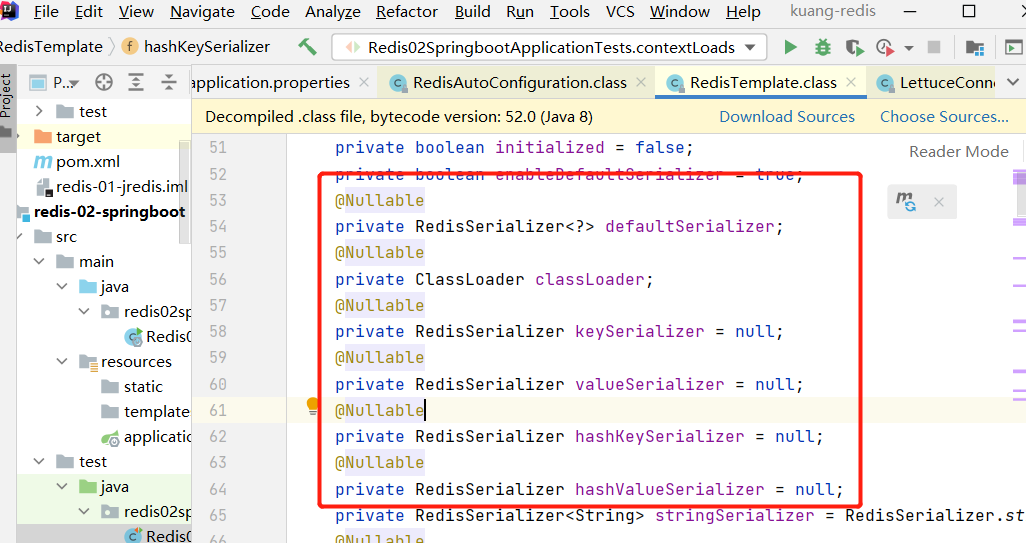 File Edit View Navigate Code Analyze Refactor Build Run Tools VCS Window Help kuang-redis
RedisTemplate hashKeySerializer Redis02SpringbootApplicationTests.contextLoads
Project
P... application.properties RedisAutoConfiguration.class RedisTemplate.class LettuceConne
Decompiled .class file, bytecode version: 52.0 (Java 8) Download Sources Choose Sources...
Reader Mode
test
target
pom.xml
redis-01-jredis.iml
redis-02-springboot
src
main
java
redis02sp
Redis0
resources
static
template
applicatio
test
java
redis02sp
Redis0
51 private boolean initialized = false;
52 private boolean enableDefaultSerializer = true;
53 @Nullable
54 private RedisSerializer<?> defaultSerializer;
55 @Nullable
56 private ClassLoader classLoader;
57 @Nullable
58 private RedisSerializer keySerializer = null;
59 @Nullable
60 private RedisSerializer valueSerializer = null;
61 @Nullable
62 private RedisSerializer hashKeySerializer = null;
63 @Nullable
64 private RedisSerializer hashValueSerializer = null;
65 private RedisSerializer<String> stringSerializer = RedisSerializer.st
66 @Nullable